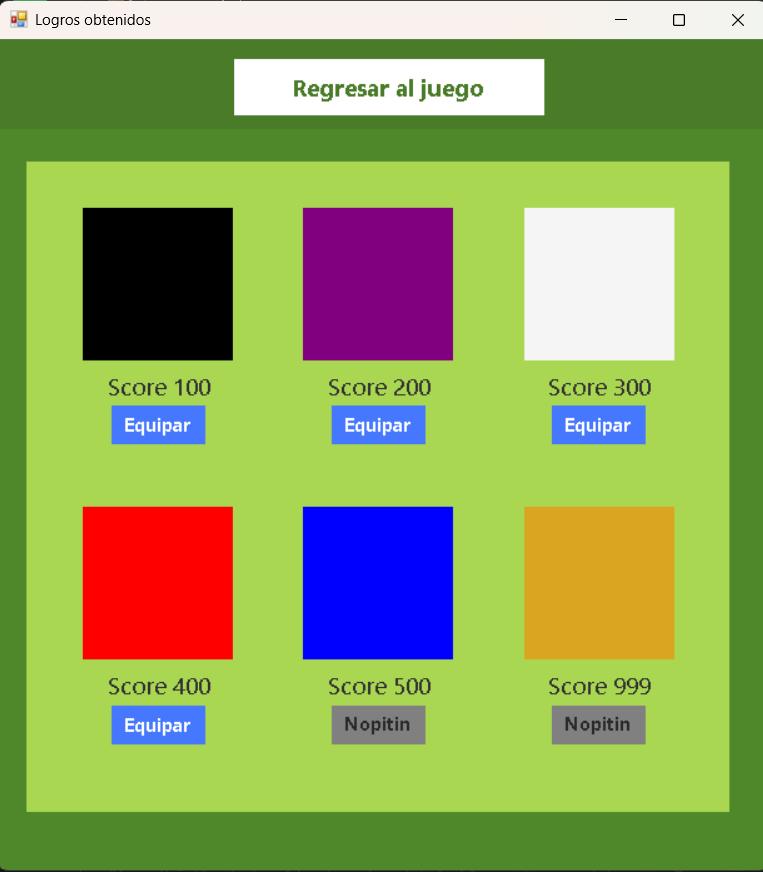 Logros obtenidos
Regresar al juego
Score 100
Score 200
Score 300
Equipar
Equipar
Equipar
Score 400
Score 500
Score 999
Equipar
Nopitin
Nopitin